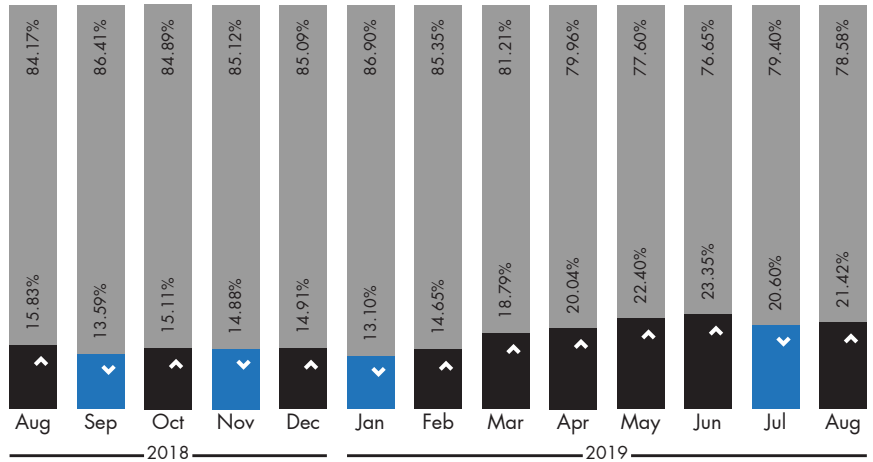 84.17% 86.41% 84.89% 85.12% 85.09% 86.90% 85.35% 81.21% 79.96% 77.60% 76.65% 79.40% 78.58%
15.83% 13.59% 15.11% 14.88% 14.91% 13.10% 14.65% 18.79% 20.04% 22.40% 23.35% 20.60% 21.42%
Aug Sep Oct Nov Dec Jan Feb Mar Apr May Jun Jul Aug
2018 2019